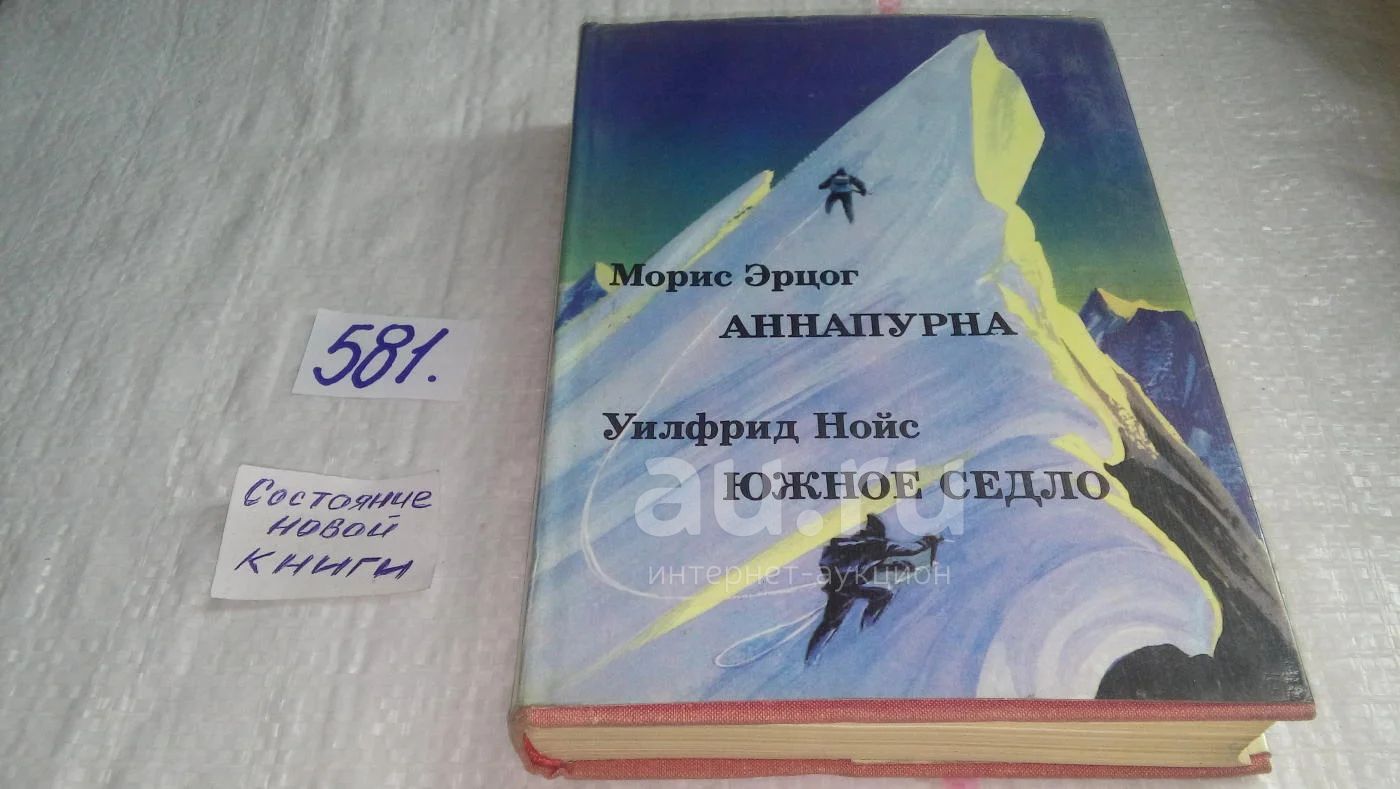 581.
Состояние
новой
книги
Морис Эрцог
АННАПУРНА
Уилфрид Нойс
ЮЖНОЕ СЕДЛО
au.ru
интернет-аукцион